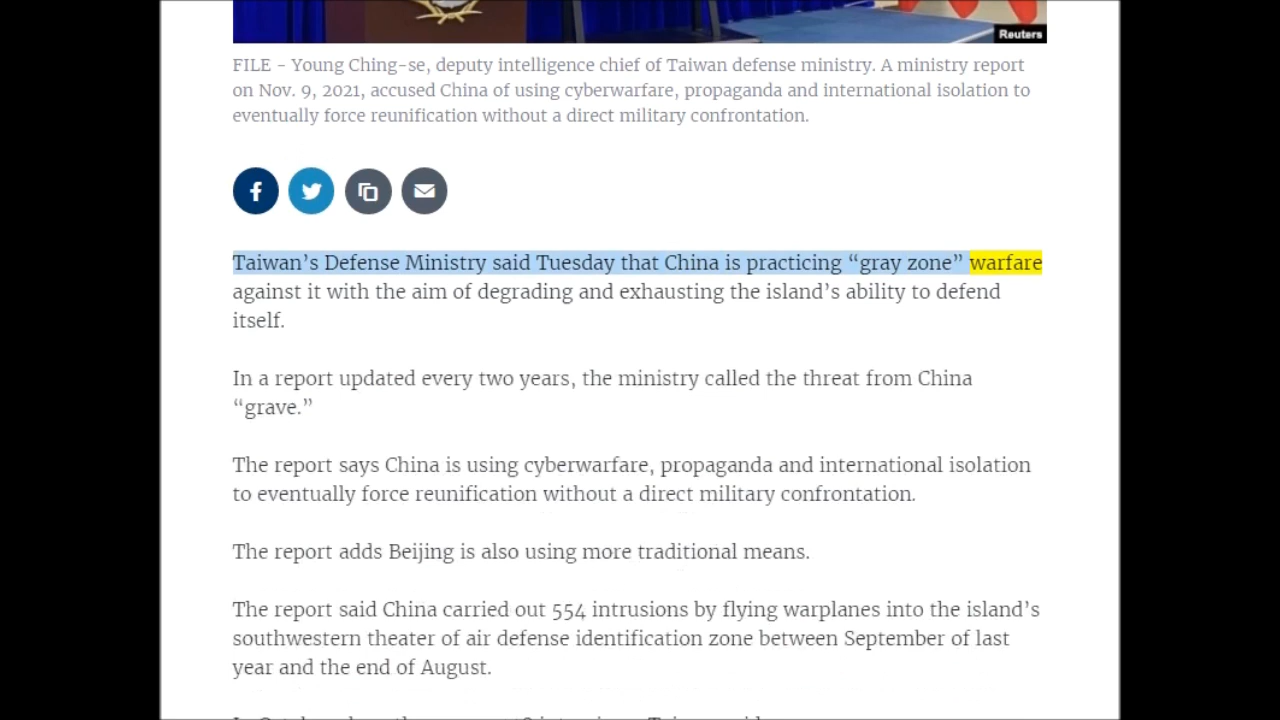 Reuters
FILE - Young Ching-se, deputy intelligence chief of Taiwan defense ministry. A ministry report
on Nov. 9, 2021, accused China of using cyberwarfare, propaganda and international isolation to
eventually force reunification without a direct military confrontation.
Taiwan’s Defense Ministry said Tuesday that China is practicing “gray zone” warfare
against it with the aim of degrading and exhausting the island’s ability to defend
itself.
In a report updated every two years, the ministry called the threat from China
“grave.”
The report says China is using cyberwarfare, propaganda and international isolation
to eventually force reunification without a direct military confrontation.
The report adds Beijing is also using more traditional means.
The report said China carried out 554 intrusions by flying warplanes into the island’s
southwestern theater of air defense identification zone between September of last
year and the end of August.